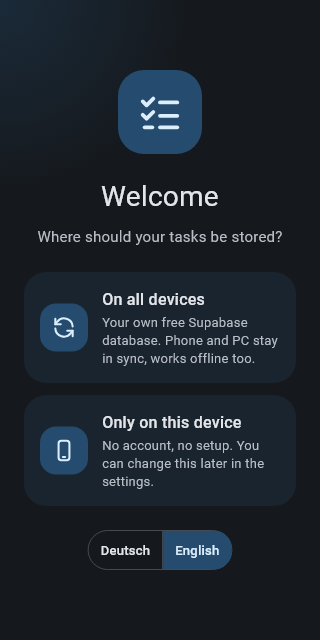 Welcome
Where should your tasks be stored?
On all devices
Your own free Supabase
database. Phone and PC stay
in sync, works offline too.
Only on this device
No account, no setup. You
can change this later in the
settings.
Deutsch English